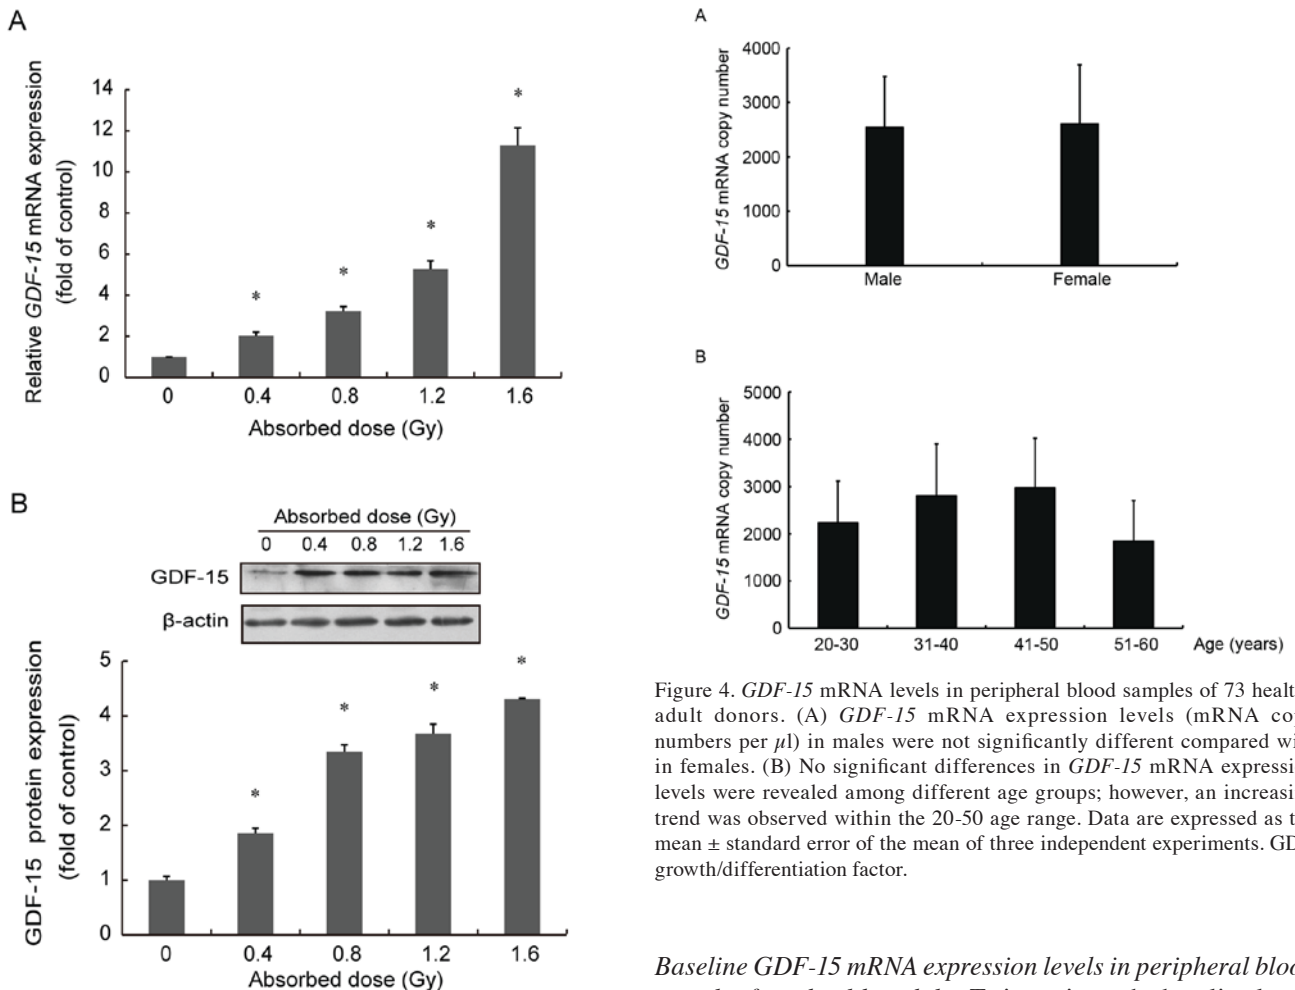 A
Relative GDF-15 mRNA expression
(fold of control)
14
12
10
8
6
4
2
0
*
*
*
*
0 0.4 0.8 1.2 1.6
Absorbed dose (Gy)
B
Absorbed dose (Gy)
0 0.4 0.8 1.2 1.6
GDF-15
β-actin
GDF-15 protein expression
(fold of control)
5
4
3
2
1
0
*
*
*
*
0 0.4 0.8 1.2 1.6
Absorbed dose (Gy)
A
GDF-15 mRNA copy number
4000
3000
2000
1000
0
Male Female
B
GDF-15 mRNA copy number
5000
4000
3000
2000
1000
0
20-30 31-40 41-50 51-60 Age (years)
Figure 4. GDF-15 mRNA levels in peripheral blood samples of 73 healt
adult donors. (A) GDF-15 mRNA expression levels (mRNA cop
numbers per µl) in males were not significantly different compared wi
in females. (B) No significant differences in GDF-15 mRNA expressi
levels were revealed among different age groups; however, an increasi
trend was observed within the 20-50 age range. Data are expressed as t
mean ± standard error of the mean of three independent experiments. GD
growth/differentiation factor.
Baseline GDF-15 mRNA expression levels in peripheral bloo